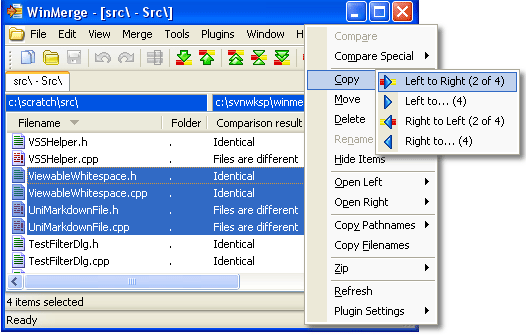 WinMerge - [src\ - Src\]
File Edit View Merge Tools Plugins Window H
src\ - Src\
c:\scratch\src\ c:\svnwksp\winme
Filename Folder Comparison result
VSSHelper.h . Identical
VSSHelper.cpp . Files are different
ViewableWhitespace.h . Identical
ViewableWhitespace.cpp . Identical
UniMarkdownFile.h . Files are different
UniMarkdownFile.cpp . Files are different
TestFilterDlg.h . Identical
TestFilterDlg.cpp . Identical
4 items selected
Ready
Compare
Compare Special
Copy
Move
Delete
Rename
Hide Items
Open Left
Open Right
Copy Pathnames
Copy Filenames
Zip
Refresh
Plugin Settings
Left to Right (2 of 4)
Left to... (4)
Right to Left (2 of 4)
Right to... (4)